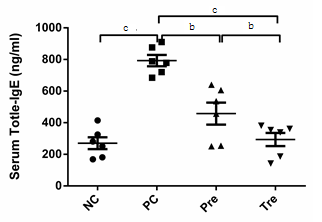 c
c . b b
Serum Totle-IgE (ng/ml)
1000
800
600
400
200
0
NC PC Pre Tre